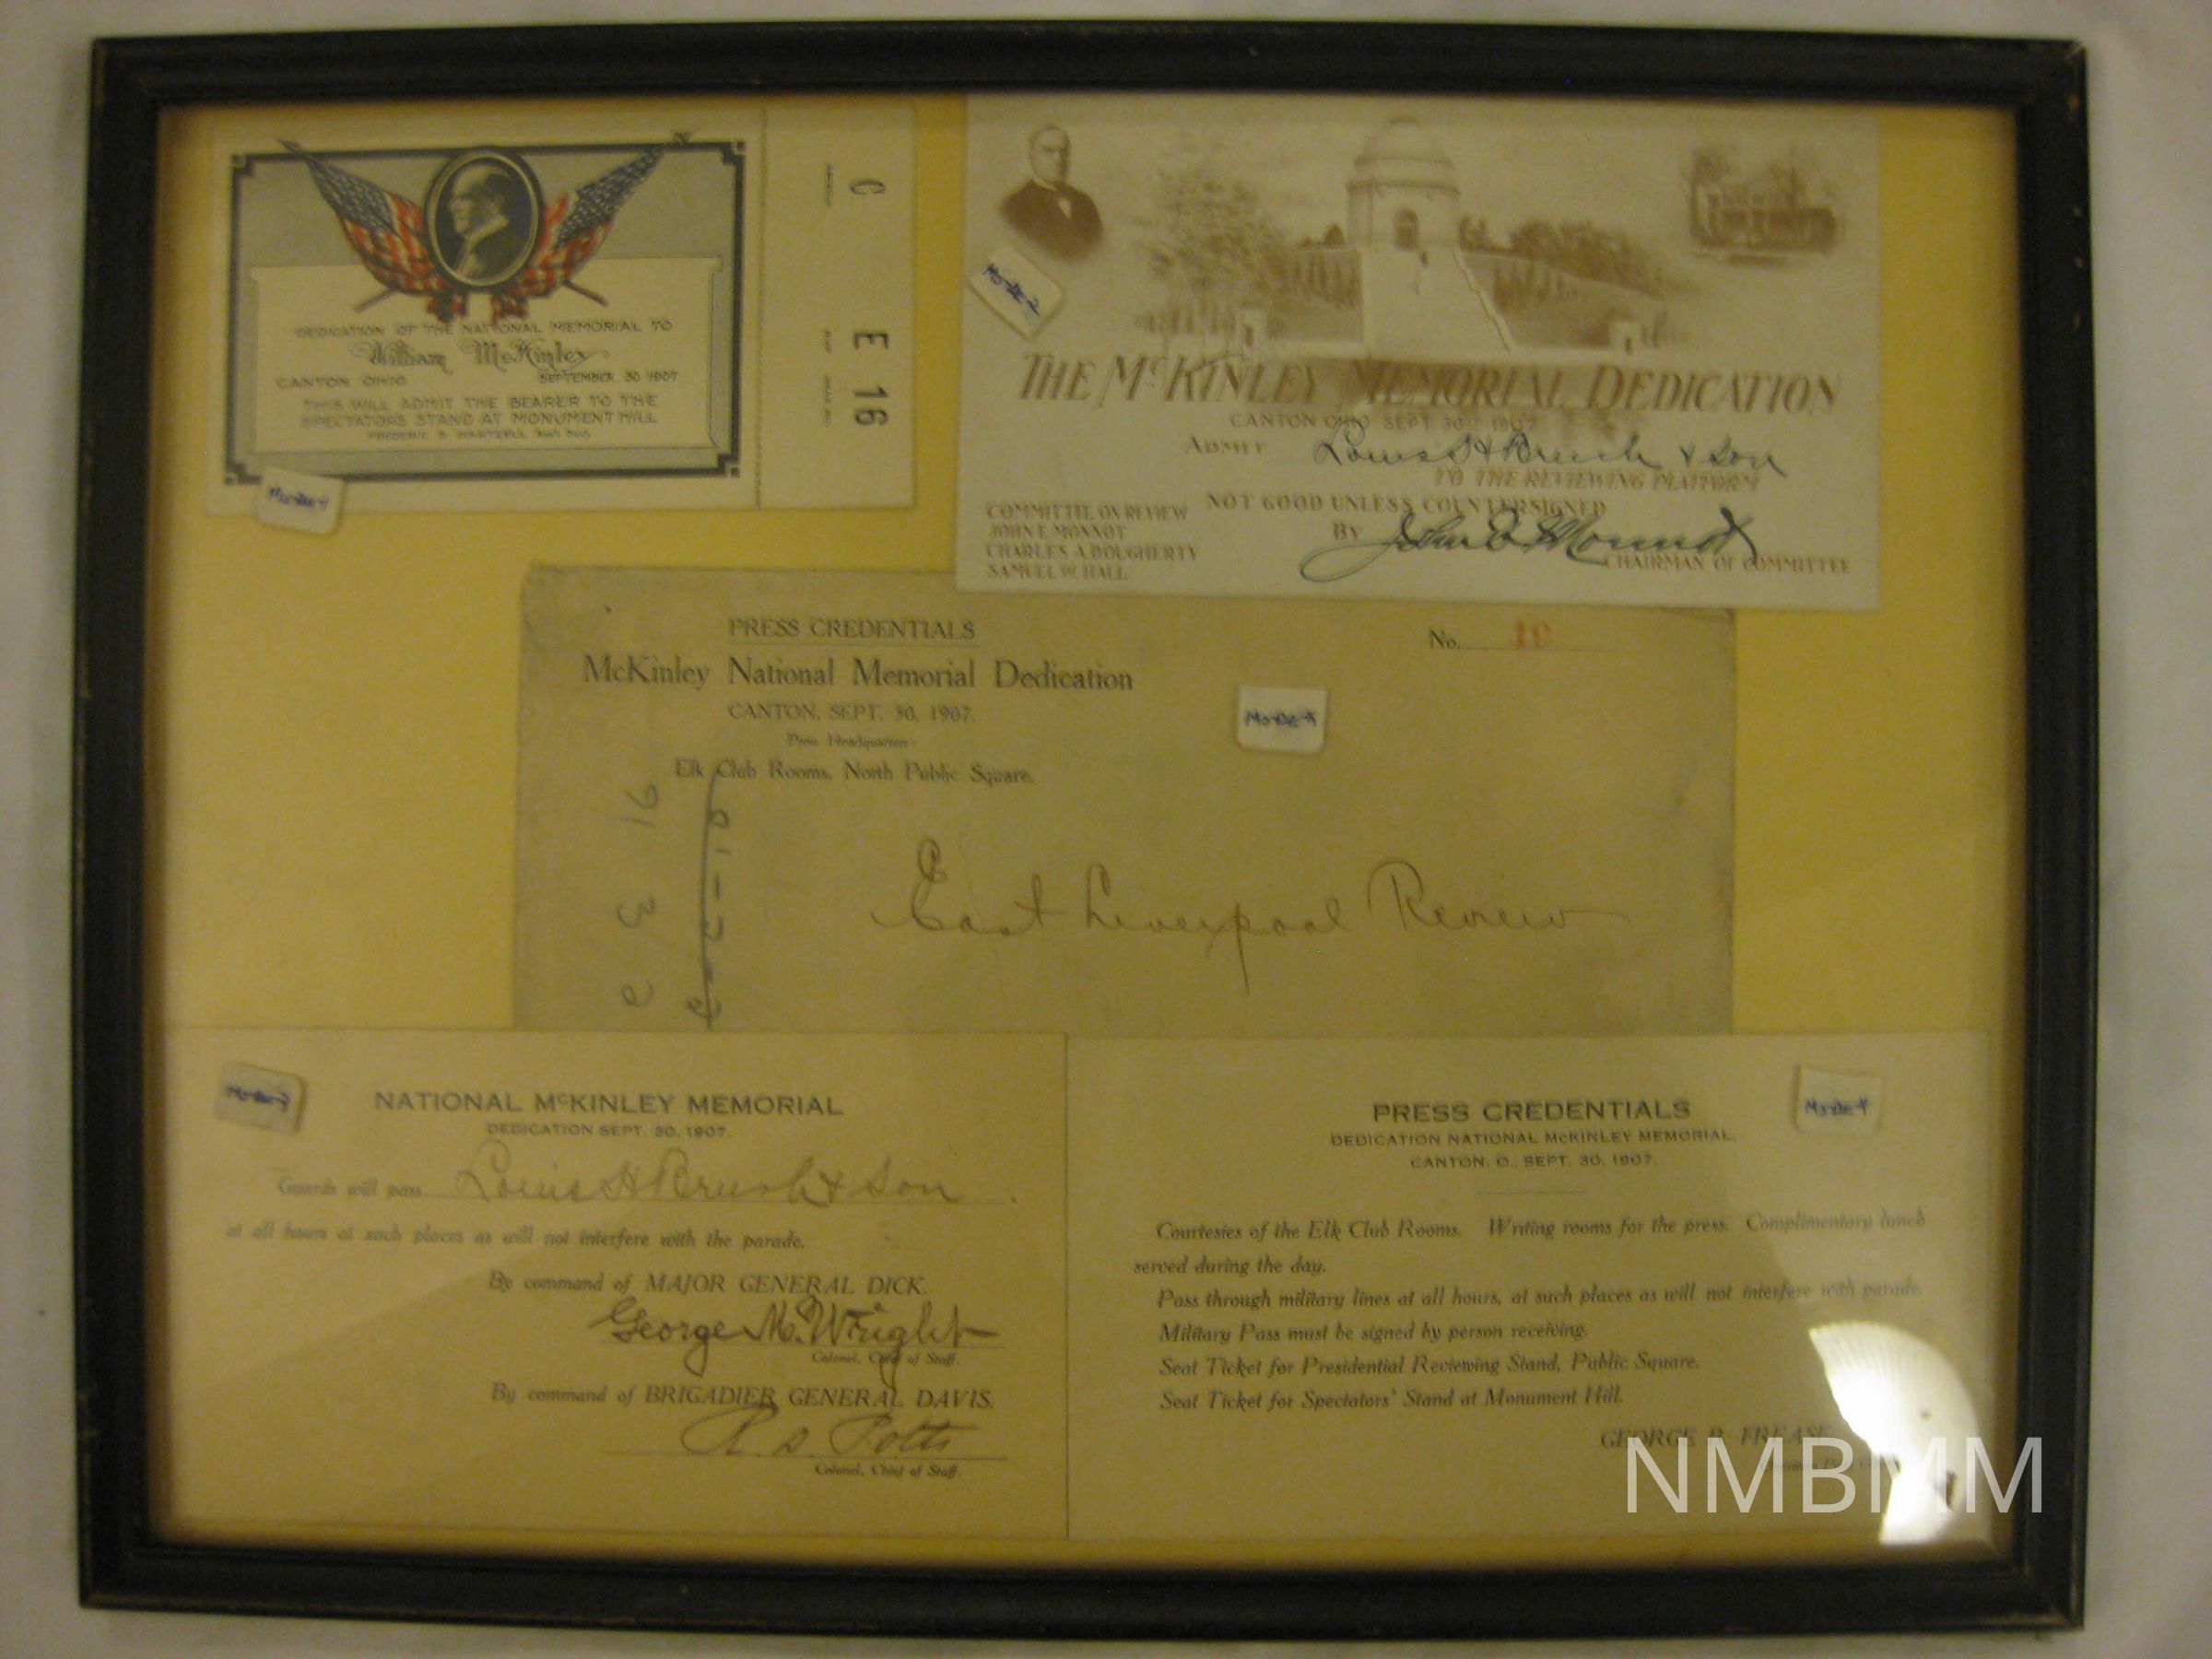 DEDICATION OF THE NATIONAL MEMORIAL TO
William McKinley
CANTON OHIO SEPTEMBER 30 1907
THIS WILL ADMIT THE BEARER TO THE
SPECTATORS STAND AT MONUMENT HILL
FREDERIC S HARTZELL
C
E 16
THE McKINLEY MEMORIAL DEDICATION
CANTON OHIO SEPT. 30TH 1907
ADMIT Louis H Brush & Son
TO THE REVIEWING PLATFORM
NOT GOOD UNLESS COUNTERSIGNED
By John E. Monnot
CHAIRMAN OF COMMITTEE
COMMITTEE ON REVIEW
JOHN E MONNOT
CHARLES A DOUGHERTY
SAMUEL W. HALL
PRESS CREDENTIALS
No. 10
McKinley National Memorial Dedication
CANTON, SEPT. 30, 1907.
Press Headquarters:
Elk Club Rooms, North Public Square.
East Liverpool Review
NATIONAL McKINLEY MEMORIAL
DEDICATION SEPT. 30, 1907.
Guards will pass Louis H Brush & Son
at all hours at such places as will not interfere with the parade.
By command of MAJOR GENERAL DICK.
George M. Wright
Colonel, Chief of Staff.
By command of BRIGADIER GENERAL DAVIS.
R. S. Potts
Colonel, Chief of Staff.
PRESS CREDENTIALS
DEDICATION NATIONAL McKINLEY MEMORIAL.
CANTON, O., SEPT. 30, 1907.
Courtesies of the Elk Club Rooms. Writing rooms for the press. Complimentary lunch
served during the day.
Pass through military lines at all hours, at such places as will not interfere with parade.
Military Pass must be signed by person receiving.
Seat Ticket for Presidential Reviewing Stand, Public Square.
Seat Ticket for Spectators' Stand at Monument Hill.
GEORGE B. FREASE
NMBMM